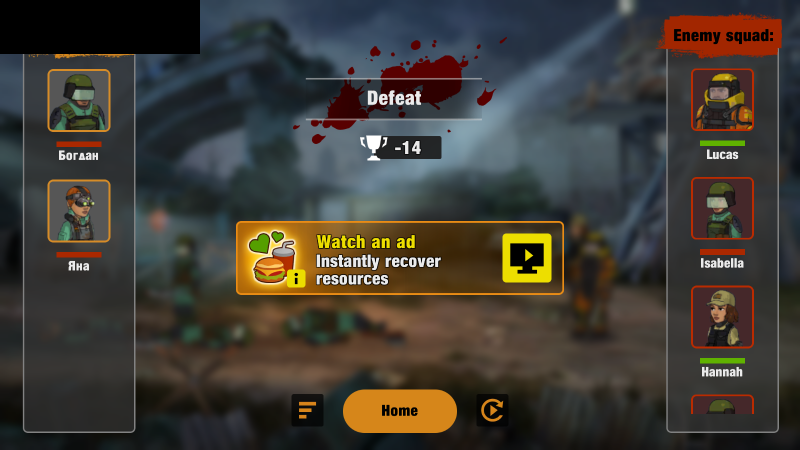 Enemy squad:
Defeat
-14
Богдан
Яна
Watch an ad
Instantly recover
resources
i
Lucas
Isabella
Hannah
Home